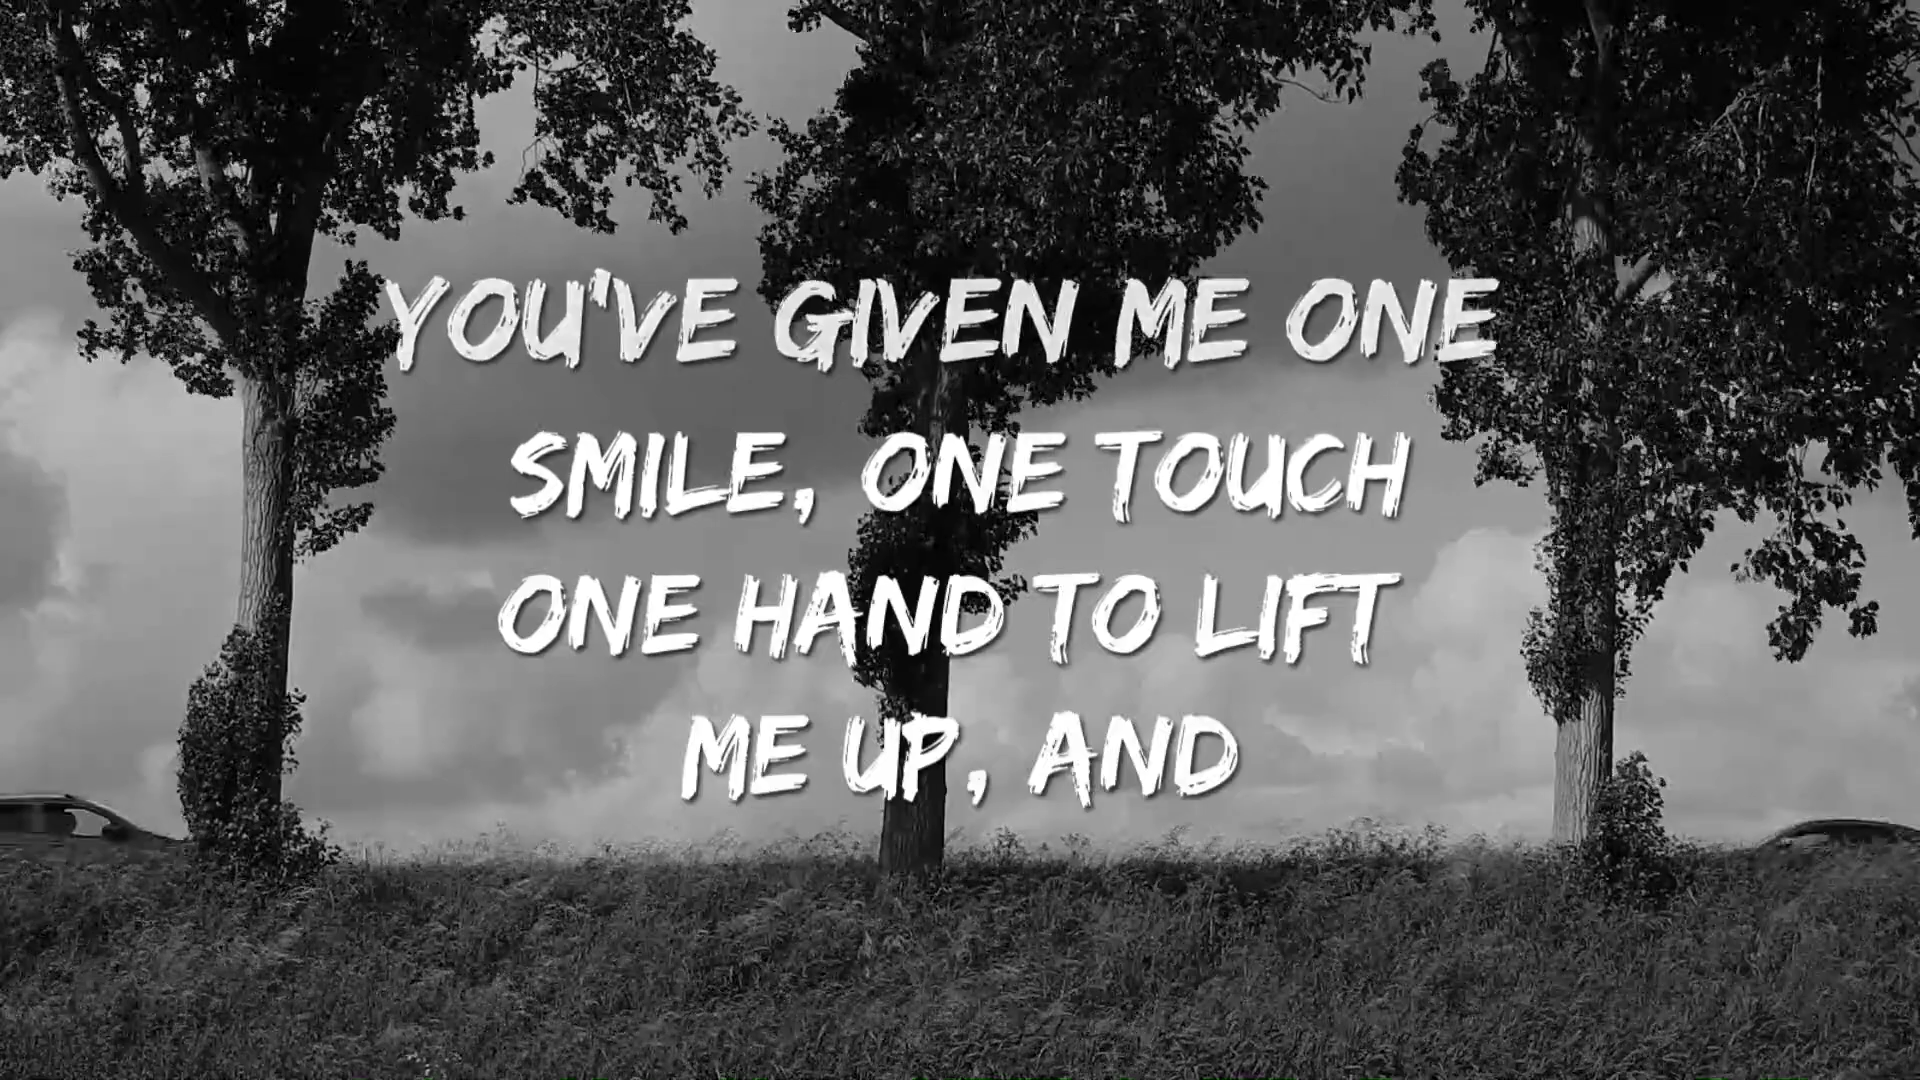 YOU'VE GIVEN ME ONE
SMILE, ONE TOUCH
ONE HAND TO LIFT
ME UP, AND